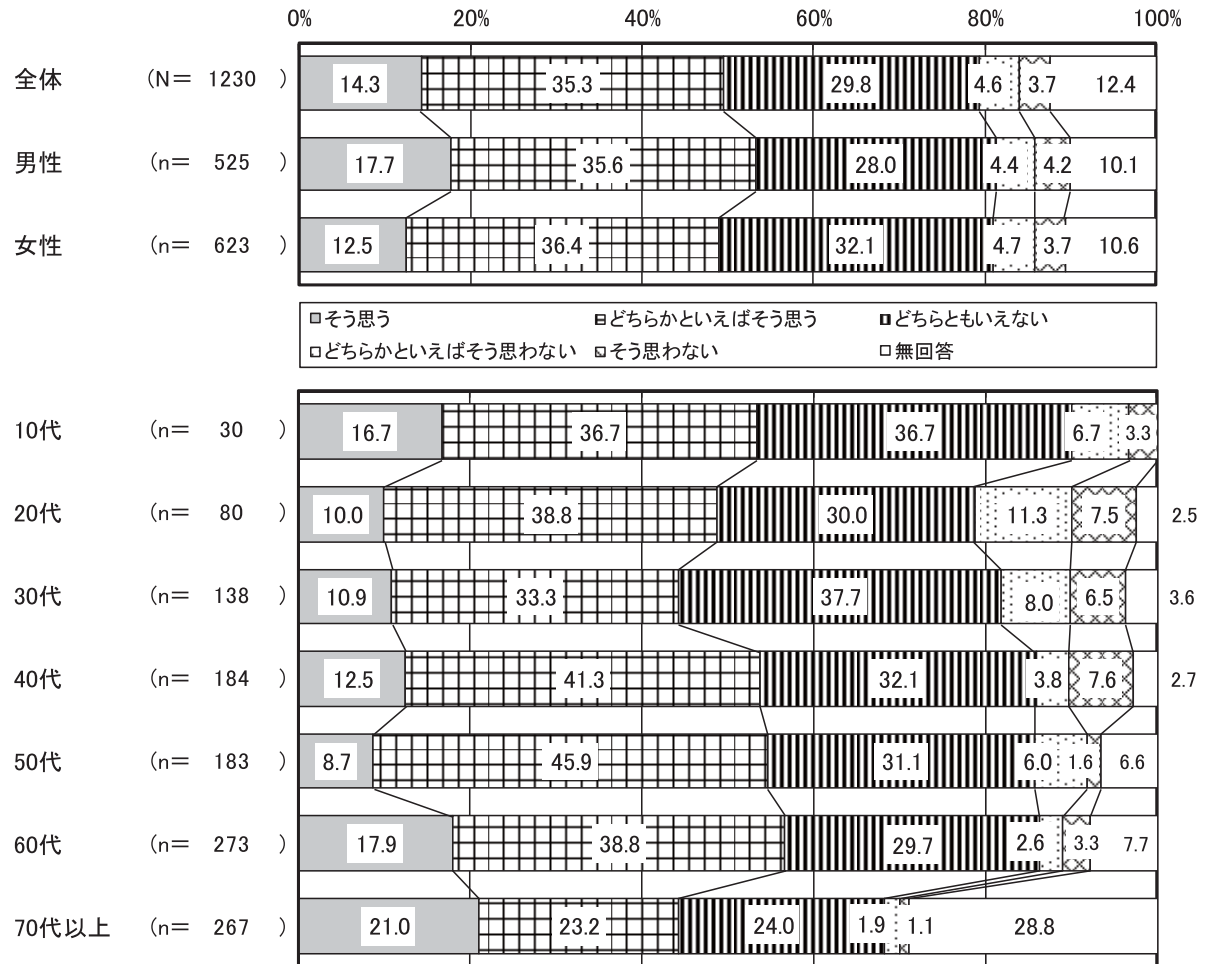 0% 20% 40% 60% 80% 100%
全体 (N= 1230 ) 14.3 35.3 29.8 4.6 3.7 12.4
男性 (n= 525 ) 17.7 35.6 28.0 4.4 4.2 10.1
女性 (n= 623 ) 12.5 36.4 32.1 4.7 3.7 10.6
そう思う どちらかといえばそう思う どちらともいえない
どちらかといえばそう思わない そう思わない 無回答
10代 (n= 30 ) 16.7 36.7 36.7 6.7 3.3
20代 (n= 80 ) 10.0 38.8 30.0 11.3 7.5 2.5
30代 (n= 138 ) 10.9 33.3 37.7 8.0 6.5 3.6
40代 (n= 184 ) 12.5 41.3 32.1 3.8 7.6 2.7
50代 (n= 183 ) 8.7 45.9 31.1 6.0 1.6 6.6
60代 (n= 273 ) 17.9 38.8 29.7 2.6 3.3 7.7
70代以上 (n= 267 ) 21.0 23.2 24.0 1.9 1.1 28.8